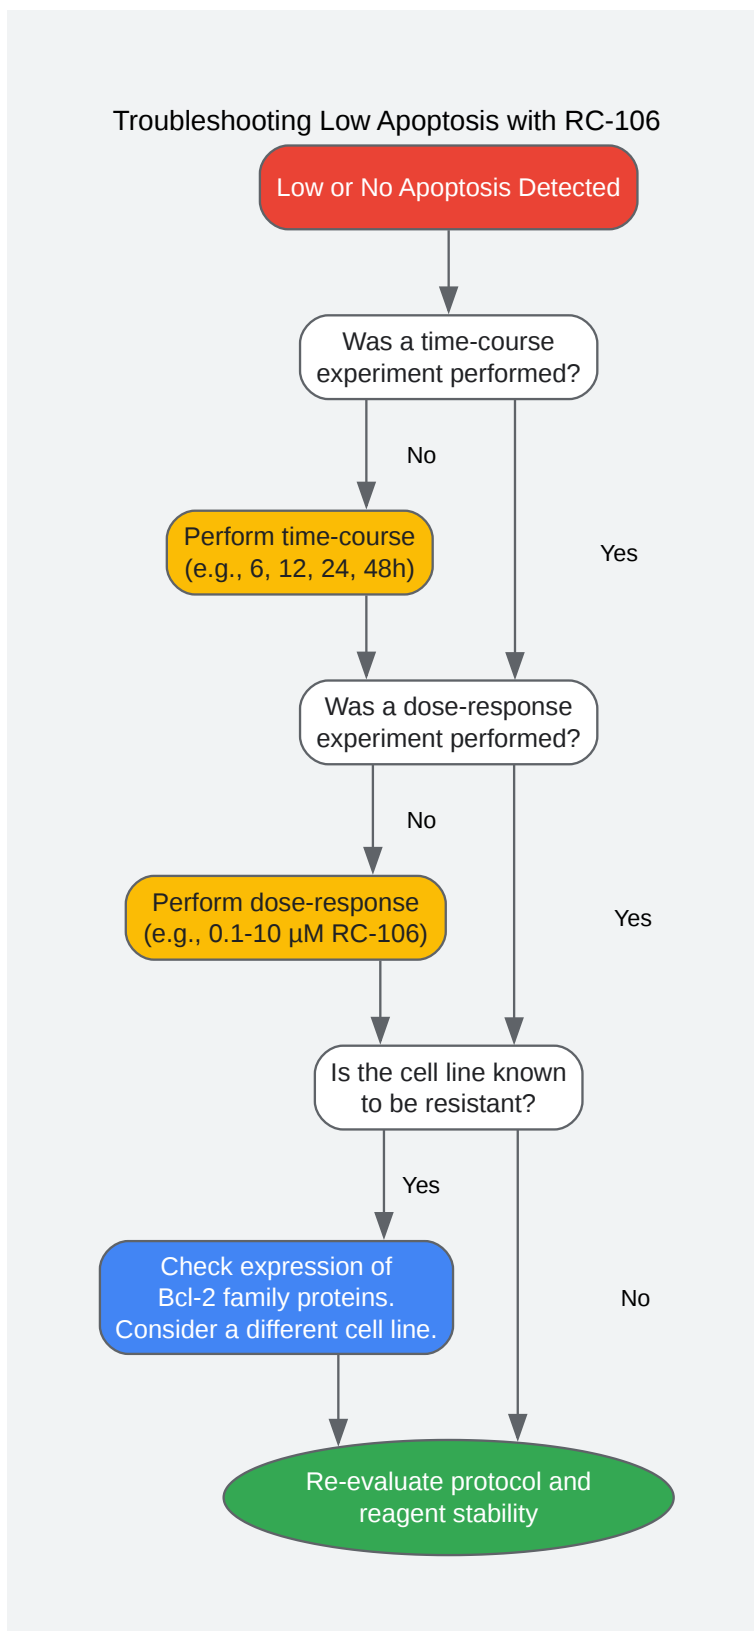 Troubleshooting Low Apoptosis with RC-106
Low or No Apoptosis Detected
Was a time-course
experiment performed?
No
Perform time-course
(e.g., 6, 12, 24, 48h)
Yes
Was a dose-response
experiment performed?
No
Perform dose-response
(e.g., 0.1-10 µM RC-106)
Yes
Is the cell line known
to be resistant?
Yes
Check expression of
Bcl-2 family proteins.
Consider a different cell line.
No
Re-evaluate protocol and
reagent stability